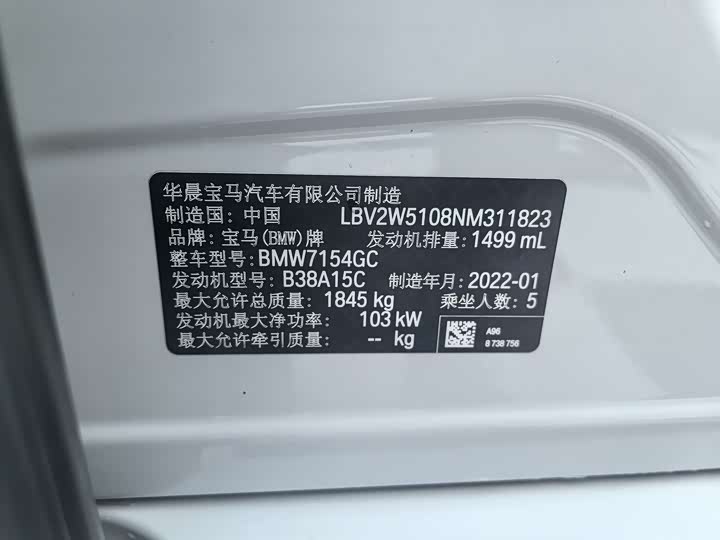 华晨宝马汽车有限公司制造
制造国：中国 LBV2W5108NM311823
品牌：宝马(BMW)牌 发动机排量：1499 mL
整车型号：BMW7154GC
发动机型号：B38A15C 制造年月：2022-01
最大允许总质量：1845 kg 乘坐人数：5
发动机最大净功率：103 kW
最大允许牵引质量：-- kg
A96
8 738 756